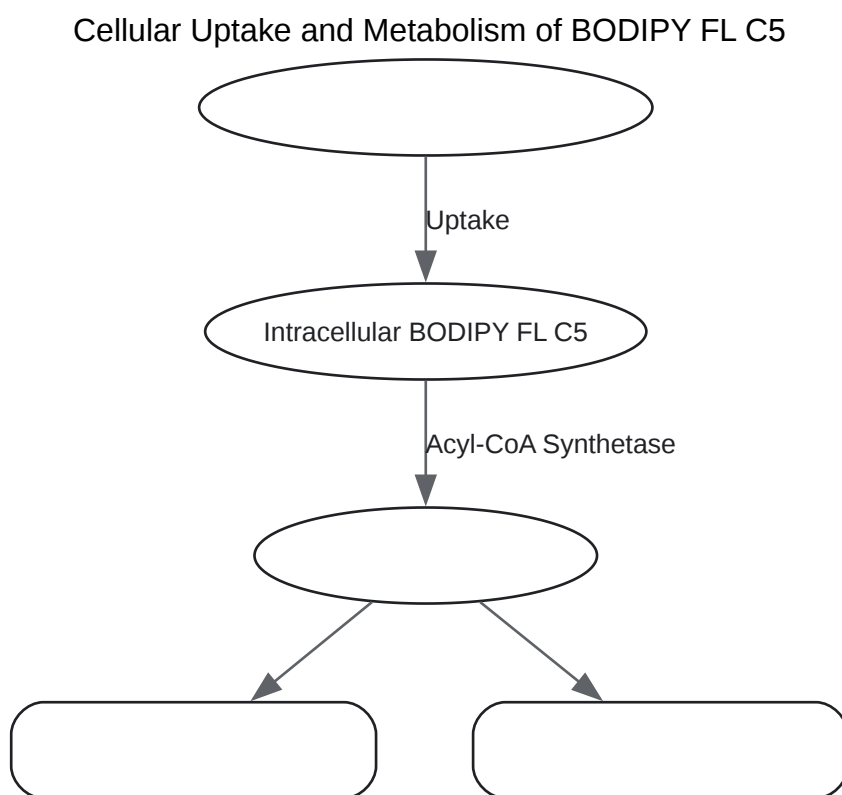 Cellular Uptake and Metabolism of BODIPY FL C5
Uptake
Intracellular BODIPY FL C5
Acyl-CoA Synthetase